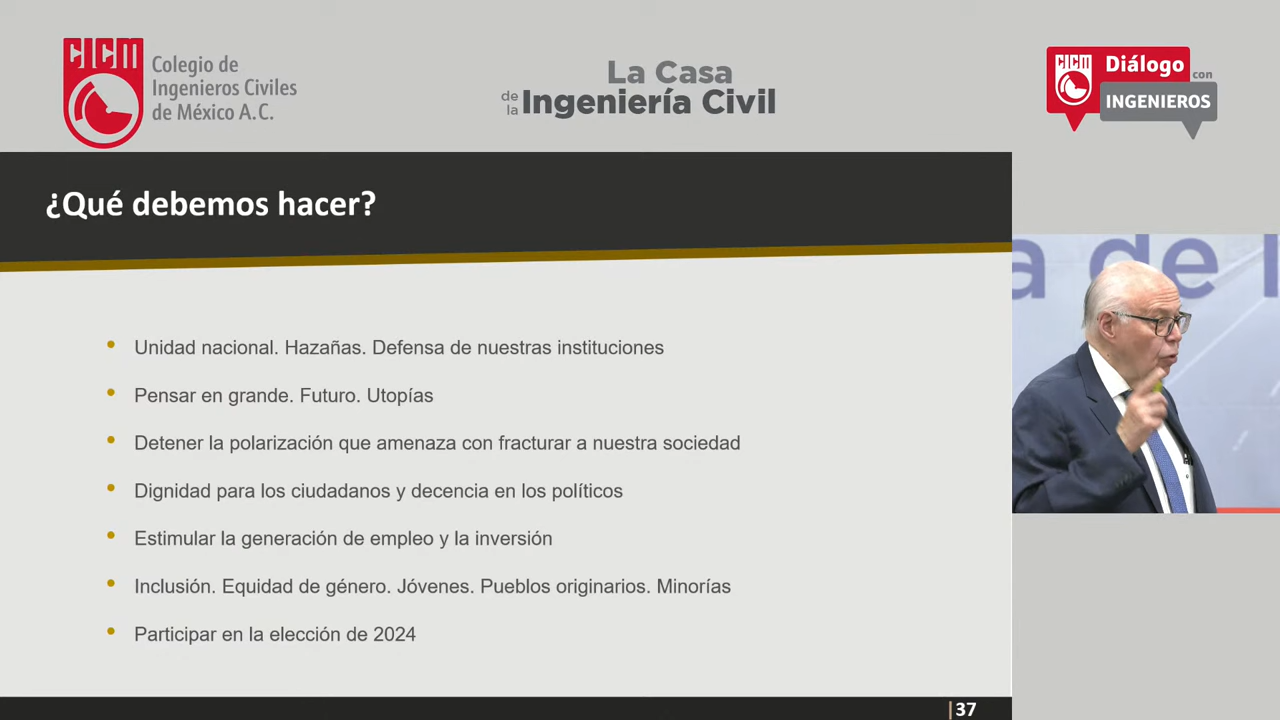 CICM
Colegio de
Ingenieros Civiles
de México A.C.
La Casa
de la Ingeniería Civil
CICM
Diálogo
con
INGENIEROS
¿Qué debemos hacer?
• Unidad nacional. Hazañas. Defensa de nuestras instituciones
• Pensar en grande. Futuro. Utopías
• Detener la polarización que amenaza con fracturar a nuestra sociedad
• Dignidad para los ciudadanos y decencia en los políticos
• Estimular la generación de empleo y la inversión
• Inclusión. Equidad de género. Jóvenes. Pueblos originarios. Minorías
• Participar en la elección de 2024
a de l
|37